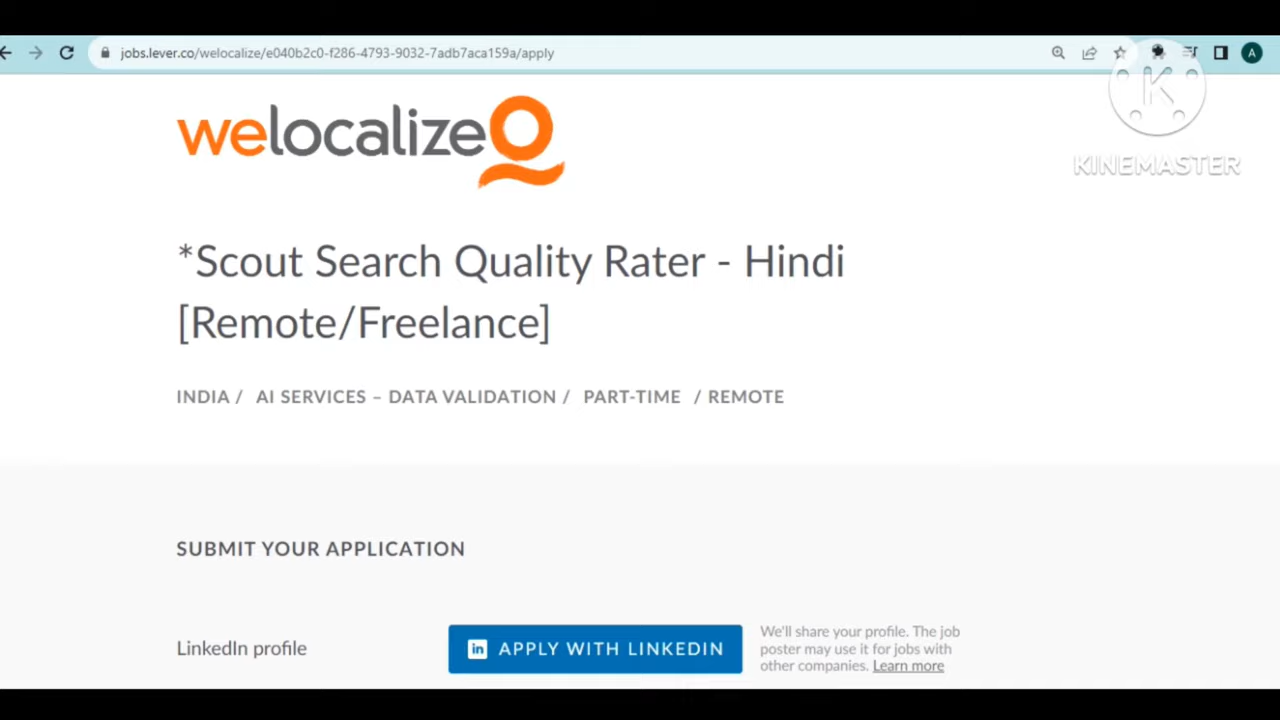 jobs.lever.co/welocalize/e040b2c0-f286-4793-9032-7adb7aca159a/apply
A
K
KINEMASTER
welocalize
*Scout Search Quality Rater - Hindi
[Remote/Freelance]
INDIA / AI SERVICES – DATA VALIDATION / PART-TIME / REMOTE
SUBMIT YOUR APPLICATION
LinkedIn profile
in APPLY WITH LINKEDIN
We'll share your profile. The job
poster may use it for jobs with
other companies. Learn more